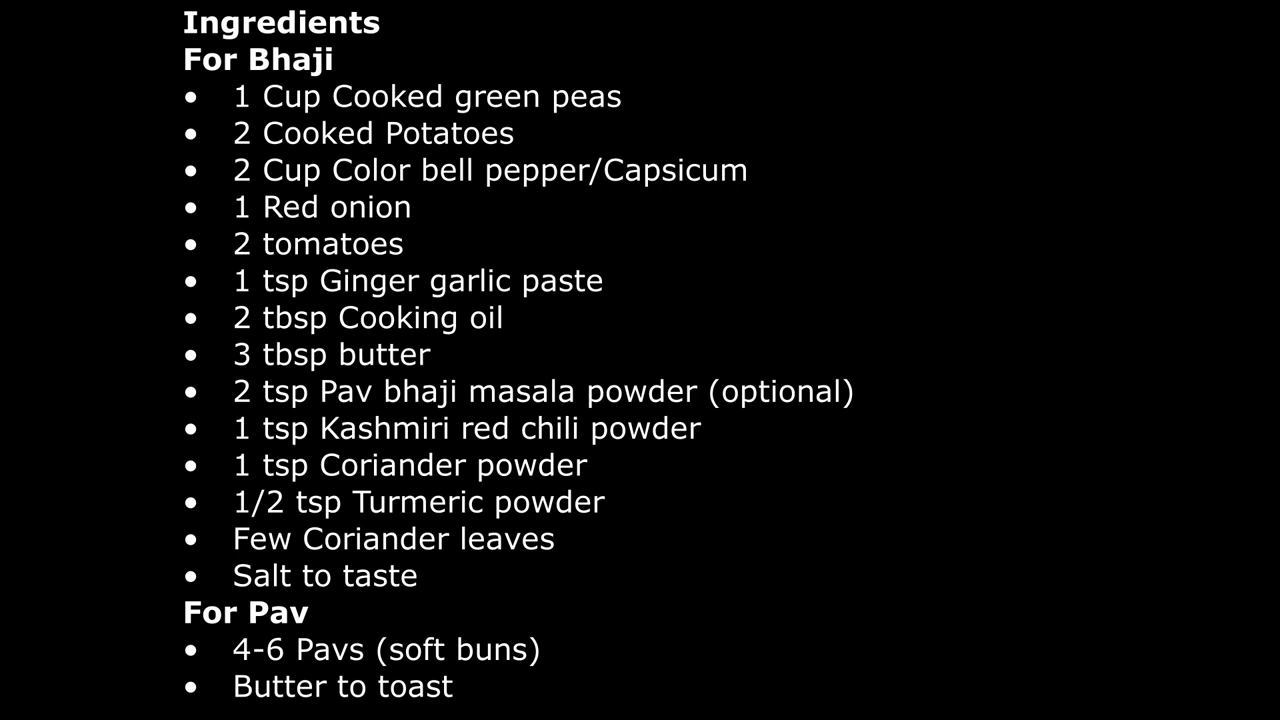 Ingredients
For Bhaji
• 1 Cup Cooked green peas
• 2 Cooked Potatoes
• 2 Cup Color bell pepper/Capsicum
• 1 Red onion
• 2 tomatoes
• 1 tsp Ginger garlic paste
• 2 tbsp Cooking oil
• 3 tbsp butter
• 2 tsp Pav bhaji masala powder (optional)
• 1 tsp Kashmiri red chili powder
• 1 tsp Coriander powder
• 1/2 tsp Turmeric powder
• Few Coriander leaves
• Salt to taste
For Pav
• 4-6 Pavs (soft buns)
• Butter to toast